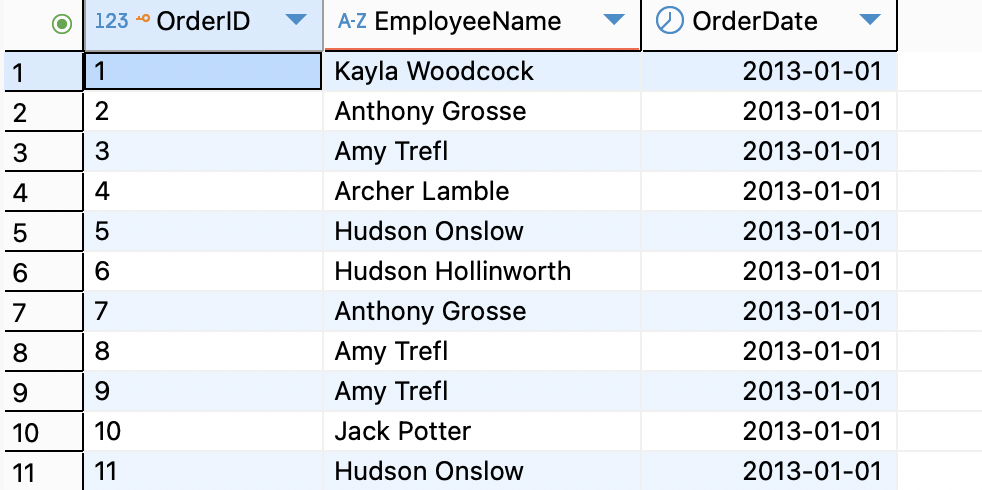 123 OrderID A-Z EmployeeName OrderDate
1 1 Kayla Woodcock 2013-01-01
2 2 Anthony Grosse 2013-01-01
3 3 Amy Trefl 2013-01-01
4 4 Archer Lamble 2013-01-01
5 5 Hudson Onslow 2013-01-01
6 6 Hudson Hollinworth 2013-01-01
7 7 Anthony Grosse 2013-01-01
8 8 Amy Trefl 2013-01-01
9 9 Amy Trefl 2013-01-01
10 10 Jack Potter 2013-01-01
11 11 Hudson Onslow 2013-01-01